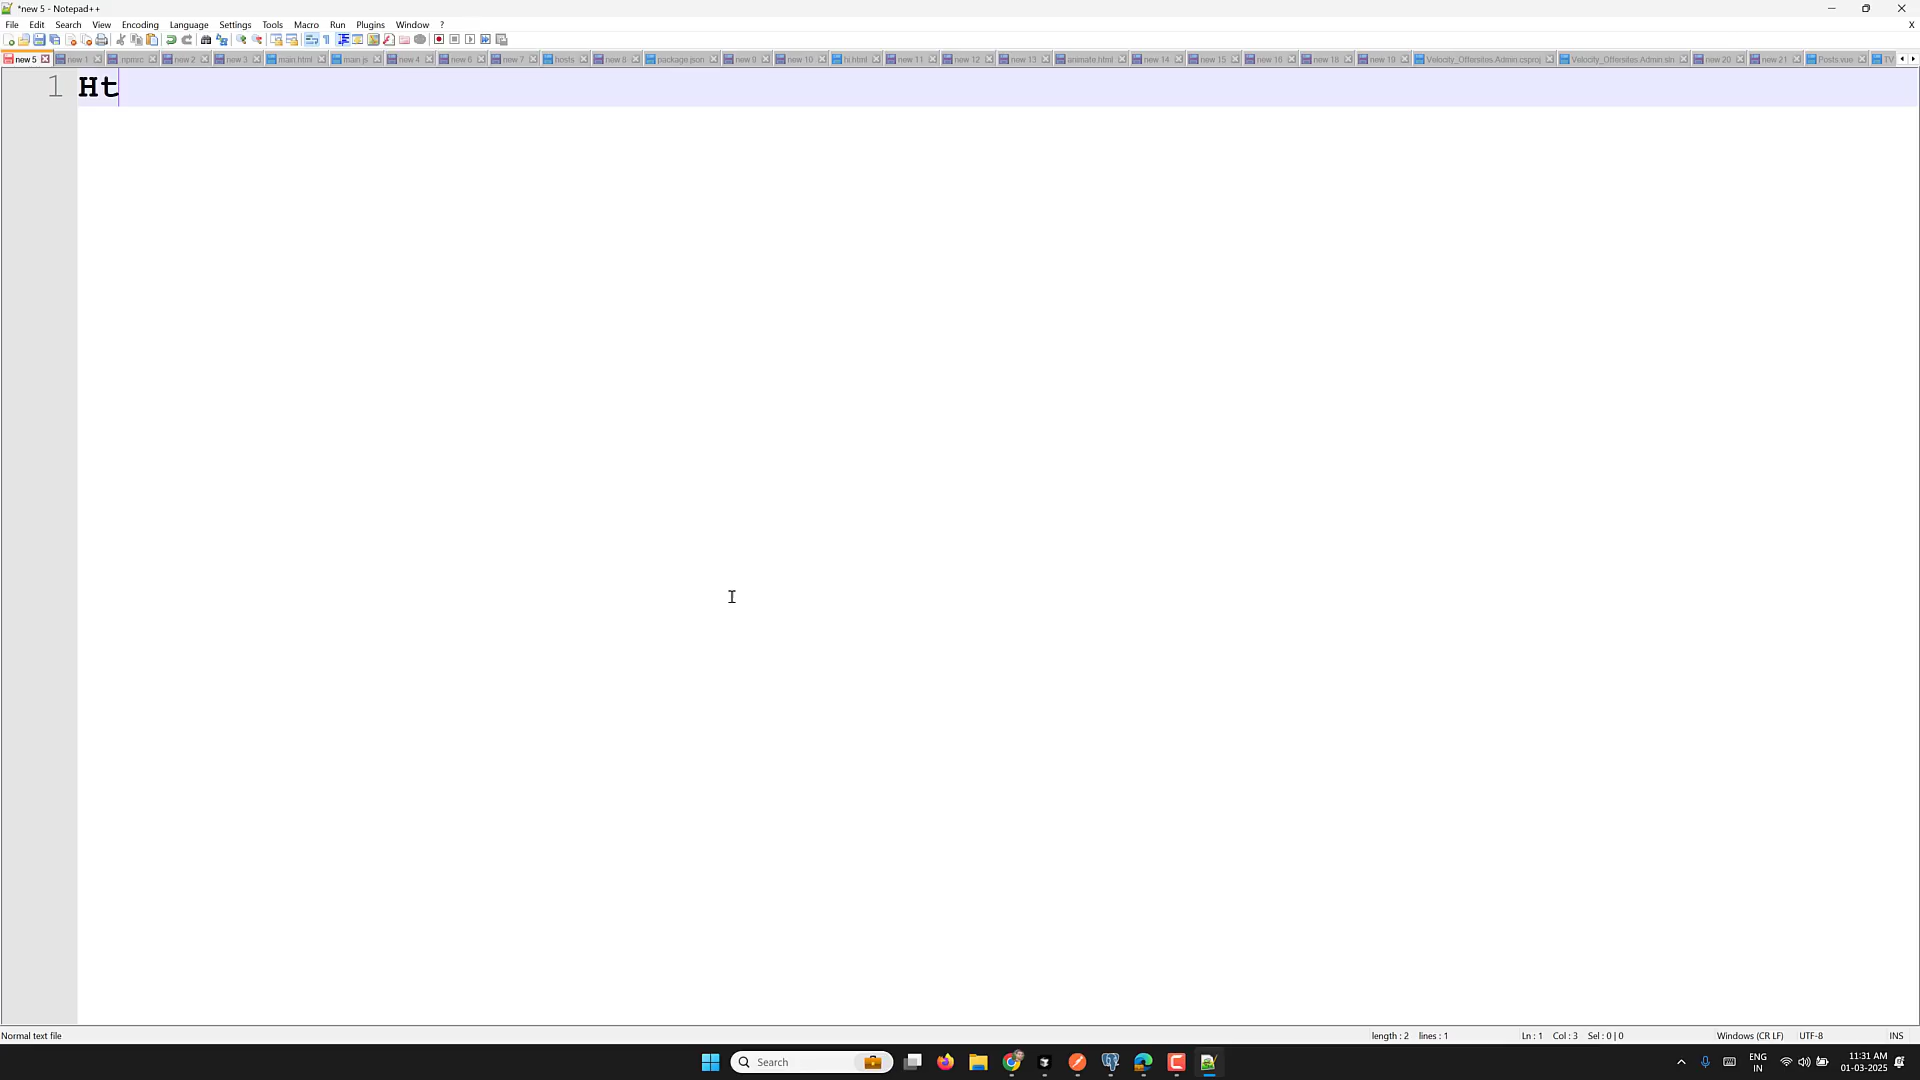 *new 5 - Notepad++
File Edit Search View Encoding Language Settings Tools Macro Run Plugins Window ? X
new 5 new 1 .npmrc new 2 new 3 main.html main.js new 4 new 6 new 7 hosts new 8 package.json new 9 new 10 hi.html new 11 new 12 new 13 animate.html new 14 new 15 new 16 new 18 new 19 Velocity_Offersites.Admin.csproj Velocity_Offersites.Admin.sln new 20 new 21 Posts.vue TV
1 Ht
Normal text file length : 2 lines : 1 Ln : 1 Col : 3 Sel : 0 | 0 Windows (CR LF) UTF-8 INS
Search ENG IN 11:31 AM 01-03-2025